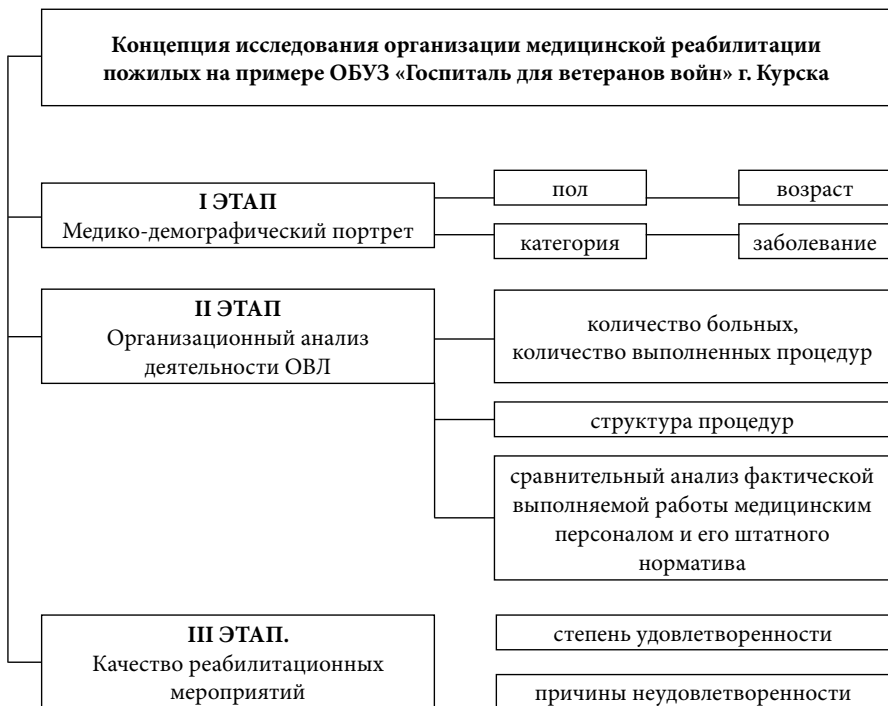 Концепция исследования организации медицинской реабилитации
пожилых на примере ОБУЗ «Госпиталь для ветеранов войн» г. Курска
I ЭТАП
Медико-демографический портрет
пол
возраст
категория
заболевание
II ЭТАП
Организационный анализ
деятельности ОВЛ
количество больных,
количество выполненных процедур
структура процедур
сравнительный анализ фактической
выполняемой работы медицинским
персоналом и его штатного
норматива
III ЭТАП.
Качество реабилитационных
мероприятий
степень удовлетворенности
причины неудовлетворенности